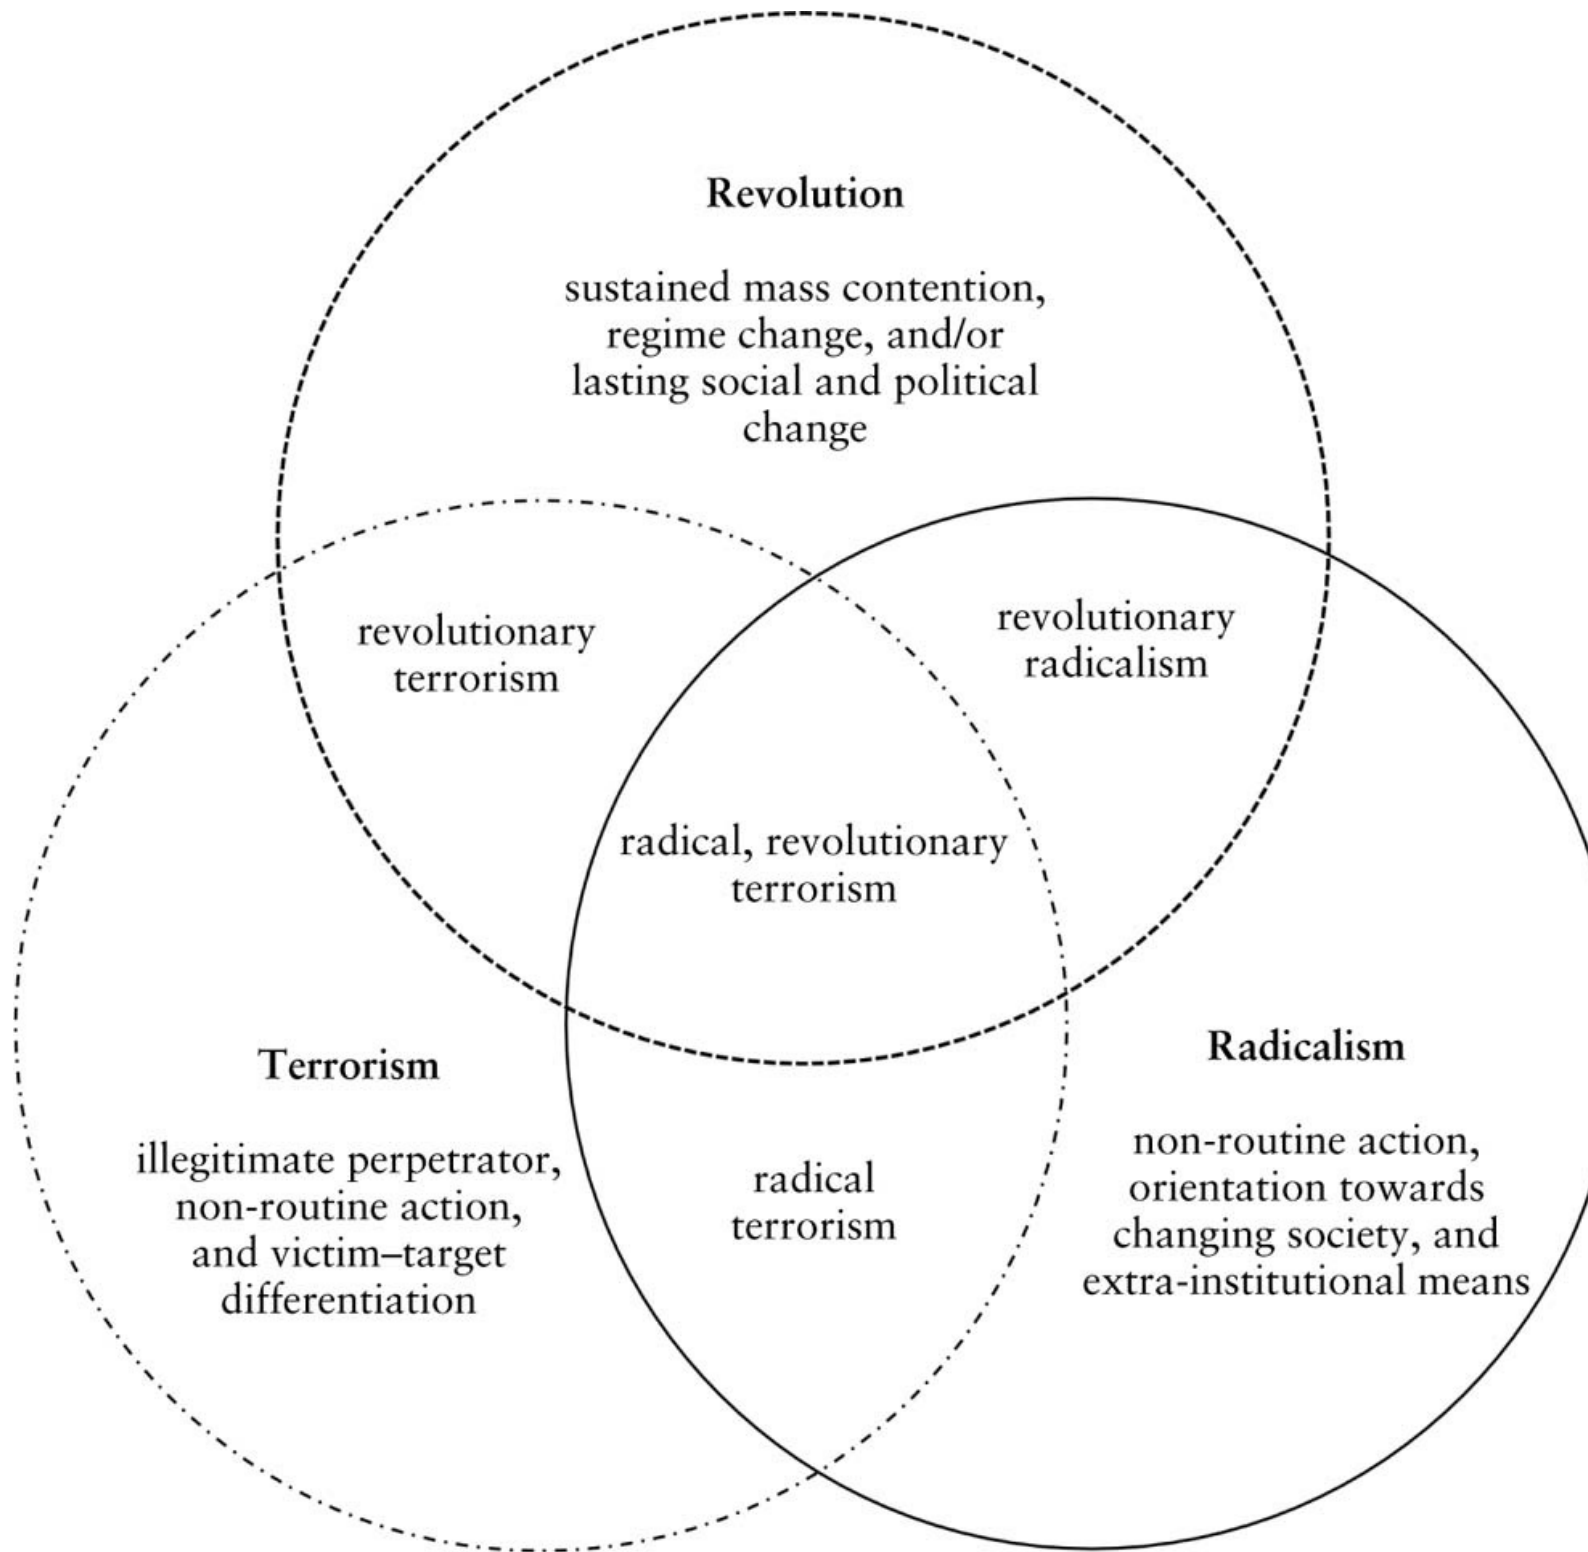 Revolution
sustained mass contention,
regime change, and/or
lasting social and political
change
revolutionary
terrorism
revolutionary
radicalism
radical, revolutionary
terrorism
Terrorism
illegitimate perpetrator,
non-routine action,
and victim–target
differentiation
radical
terrorism
Radicalism
non-routine action,
orientation towards
changing society, and
extra-institutional means